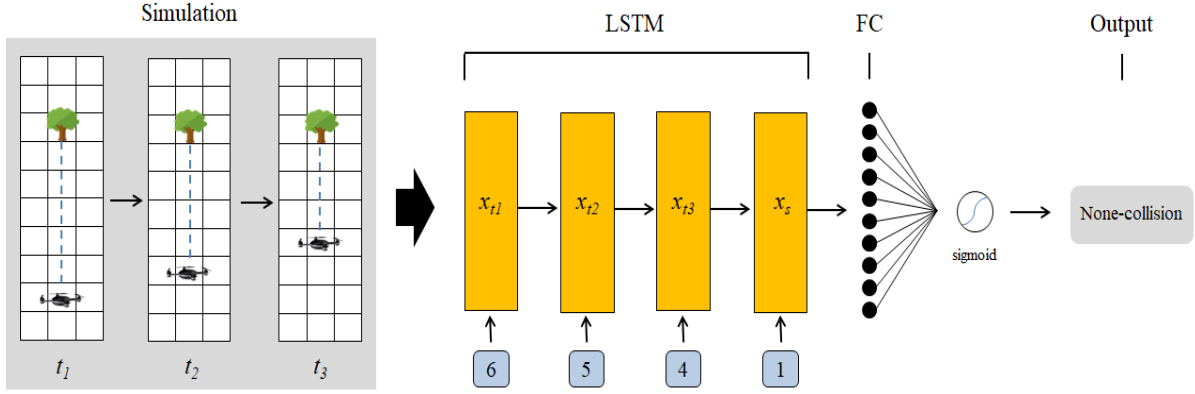 Simulation
LSTM
FC
Output
t1
t2
t3
xt1
xt2
xt3
xs
6
5
4
1
sigmoid
None-collision